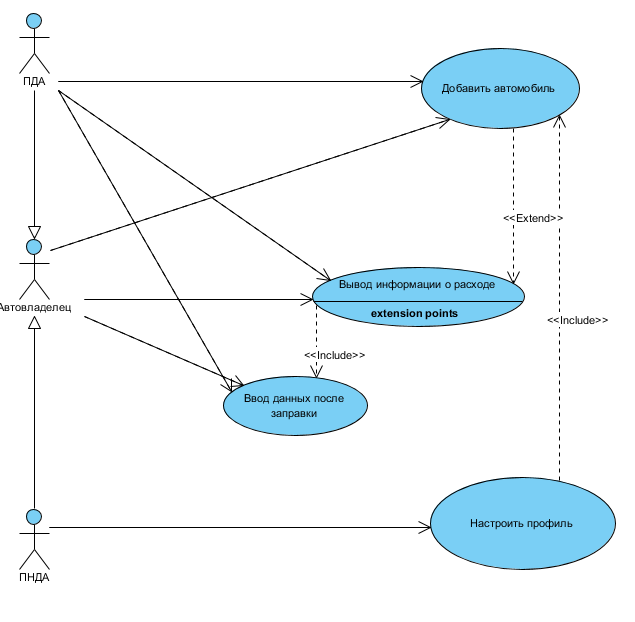 ПДА
Добавить автомобиль
<<Extend>>
Вывод информации о расходе
Автовладелец
extension points
<<Include>>
<<Include>>
Ввод данных после
заправки
Настроить профиль
ПНДА